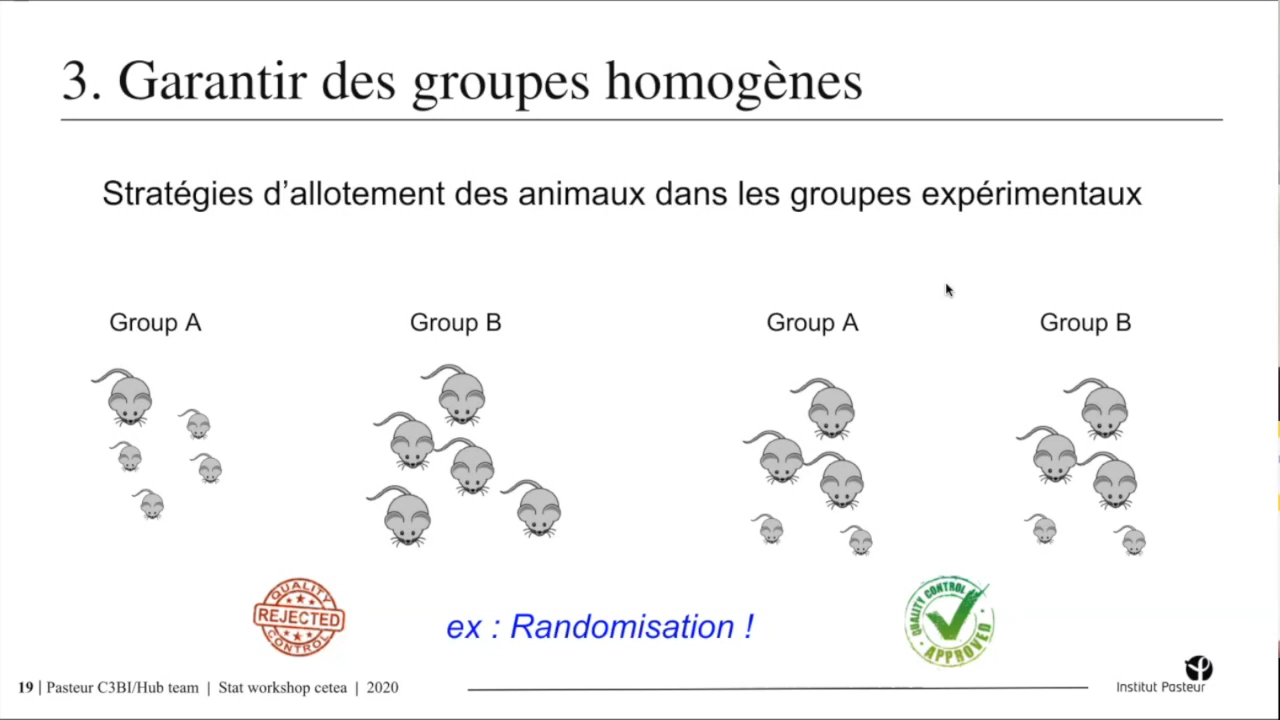 3. Garantir des groupes homogènes
Stratégies d’allotement des animaux dans les groupes expérimentaux
Group A
Group B
Group A
Group B
QUALITY
REJECTED
CONTROL
ex : Randomisation !
QUALITY CONTROL
APPROVED
19 | Pasteur C3BI/Hub team | Stat workshop cetea | 2020
Institut Pasteur